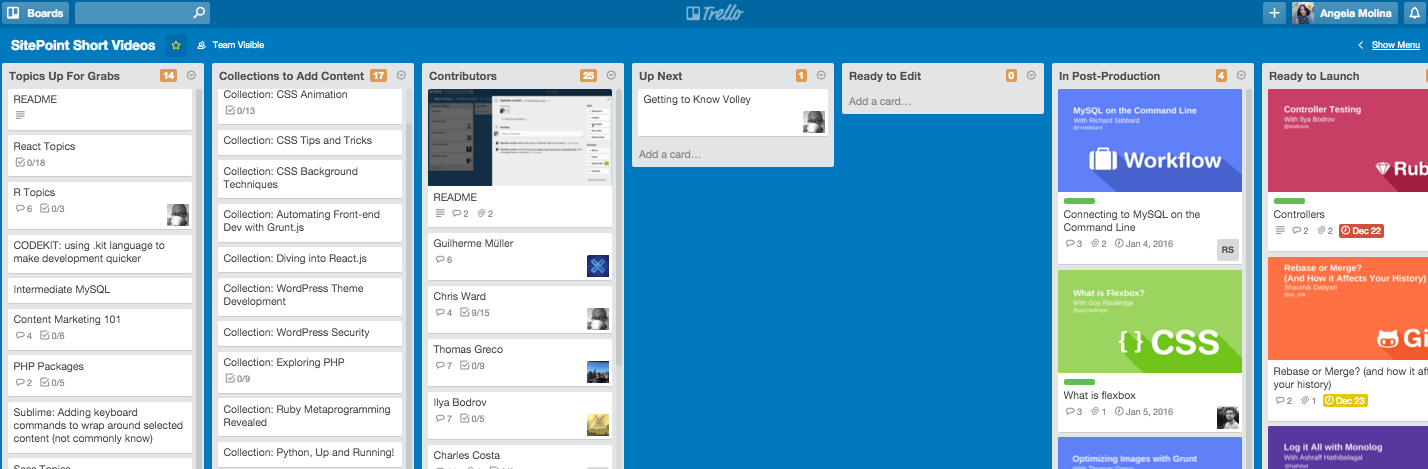 Boards
Trello
Angela Molina
SitePoint Short Videos
Team Visible
Show Menu
Topics Up For Grabs
14
README
React Topics
0/18
R Topics
6 0/3
CODEKIT: using .kit language to
make development quicker
Intermediate MySQL
Content Marketing 101
4 0/6
PHP Packages
2 0/5
Sublime: Adding keyboard
commands to wrap around selected
content (not commonly know)
Collections to Add Content
17
Collection: CSS Animation
0/13
Collection: CSS Tips and Tricks
Collection: CSS Background
Techniques
Collection: Automating Front-end
Dev with Grunt.js
Collection: Diving into React.js
Collection: WordPress Theme
Development
Collection: WordPress Security
Collection: Exploring PHP
0/9
Collection: Ruby Metaprogramming
Revealed
Collection: Python, Up and Running!
Contributors
25
README
2 2
Guilherme Müller
6
Chris Ward
4 9/15
Thomas Greco
7 0/9
Ilya Bodrov
7 0/5
Charles Costa
Up Next
1
Getting to Know Volley
Add a card…
Ready to Edit
0
Add a card…
In Post-Production
4
MySQL on the Command Line
With Richard Stibbard
Workflow
Connecting to MySQL on the
Command Line
3 2 Jan 4, 2016
RS
What is Flexbox?
With Guy Routledge
@guyroutledge
{ } CSS
What is flexbox
3 1 Jan 5, 2016
Optimizing Images with Grunt
Ready to Launch
Controller Testing
With Ilya Bodrov
@bodrovis
Rub
Controllers
2 2 Dec 22
Rebase or Merge?
(And How it Affects Your History)
Shaumik Daityari
@ds_mik
Gi
Rebase or Merge? (and how it aff
your history)
2 1 Dec 23
Log it All with Monolog
With Ashraff Hathibelagal
@hathibel